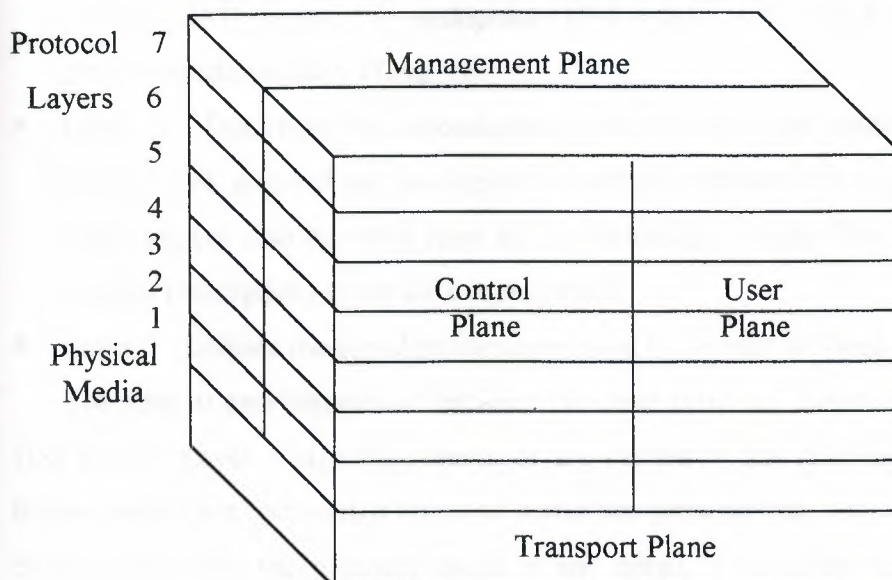 Protocol 7
Layers 6
5
4
3
2
1
Physical
Media
Management Plane
Control
Plane
User
Plane
Transport Plane